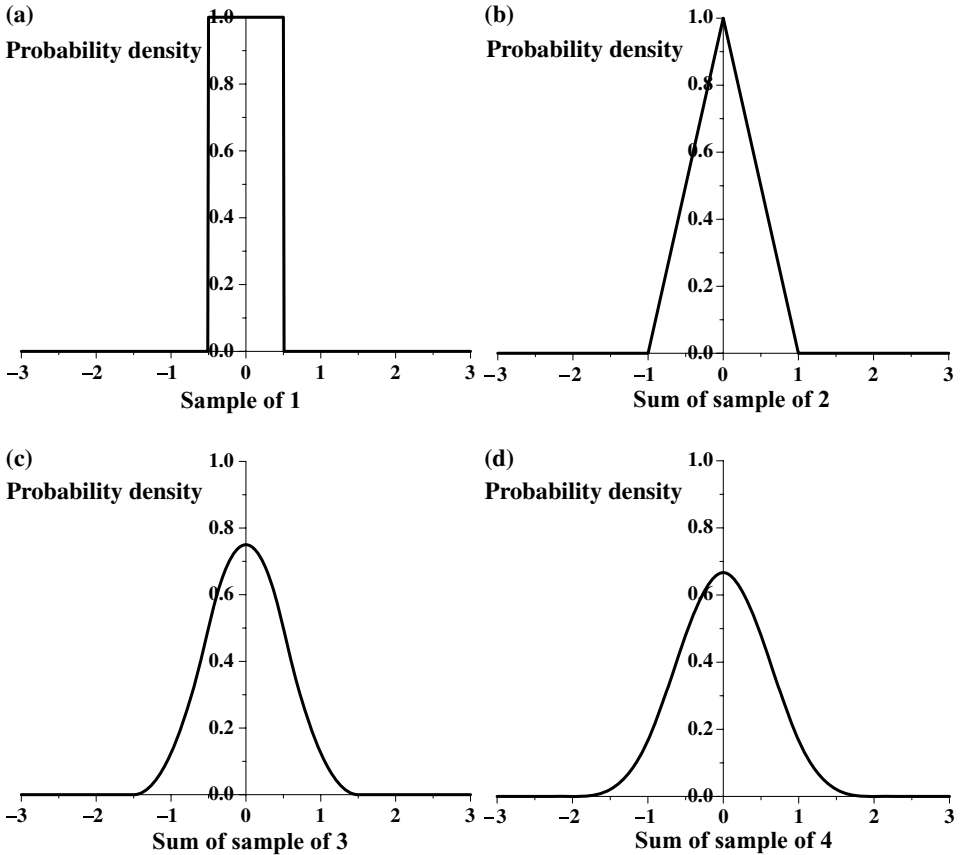 (a)
Probability density
1.0
0.8
0.6
0.4
0.2
0.0
–3 –2 –1 0 1 2 3
Sample of 1
(b)
Probability density
1.0
0.8
0.6
0.4
0.2
0.0
–3 –2 –1 0 1 2 3
Sum of sample of 2
(c)
Probability density
1.0
0.8
0.6
0.4
0.2
0.0
–3 –2 –1 0 1 2 3
Sum of sample of 3
(d)
Probability density
1.0
0.8
0.6
0.4
0.2
0.0
–3 –2 –1 0 1 2 3
Sum of sample of 4